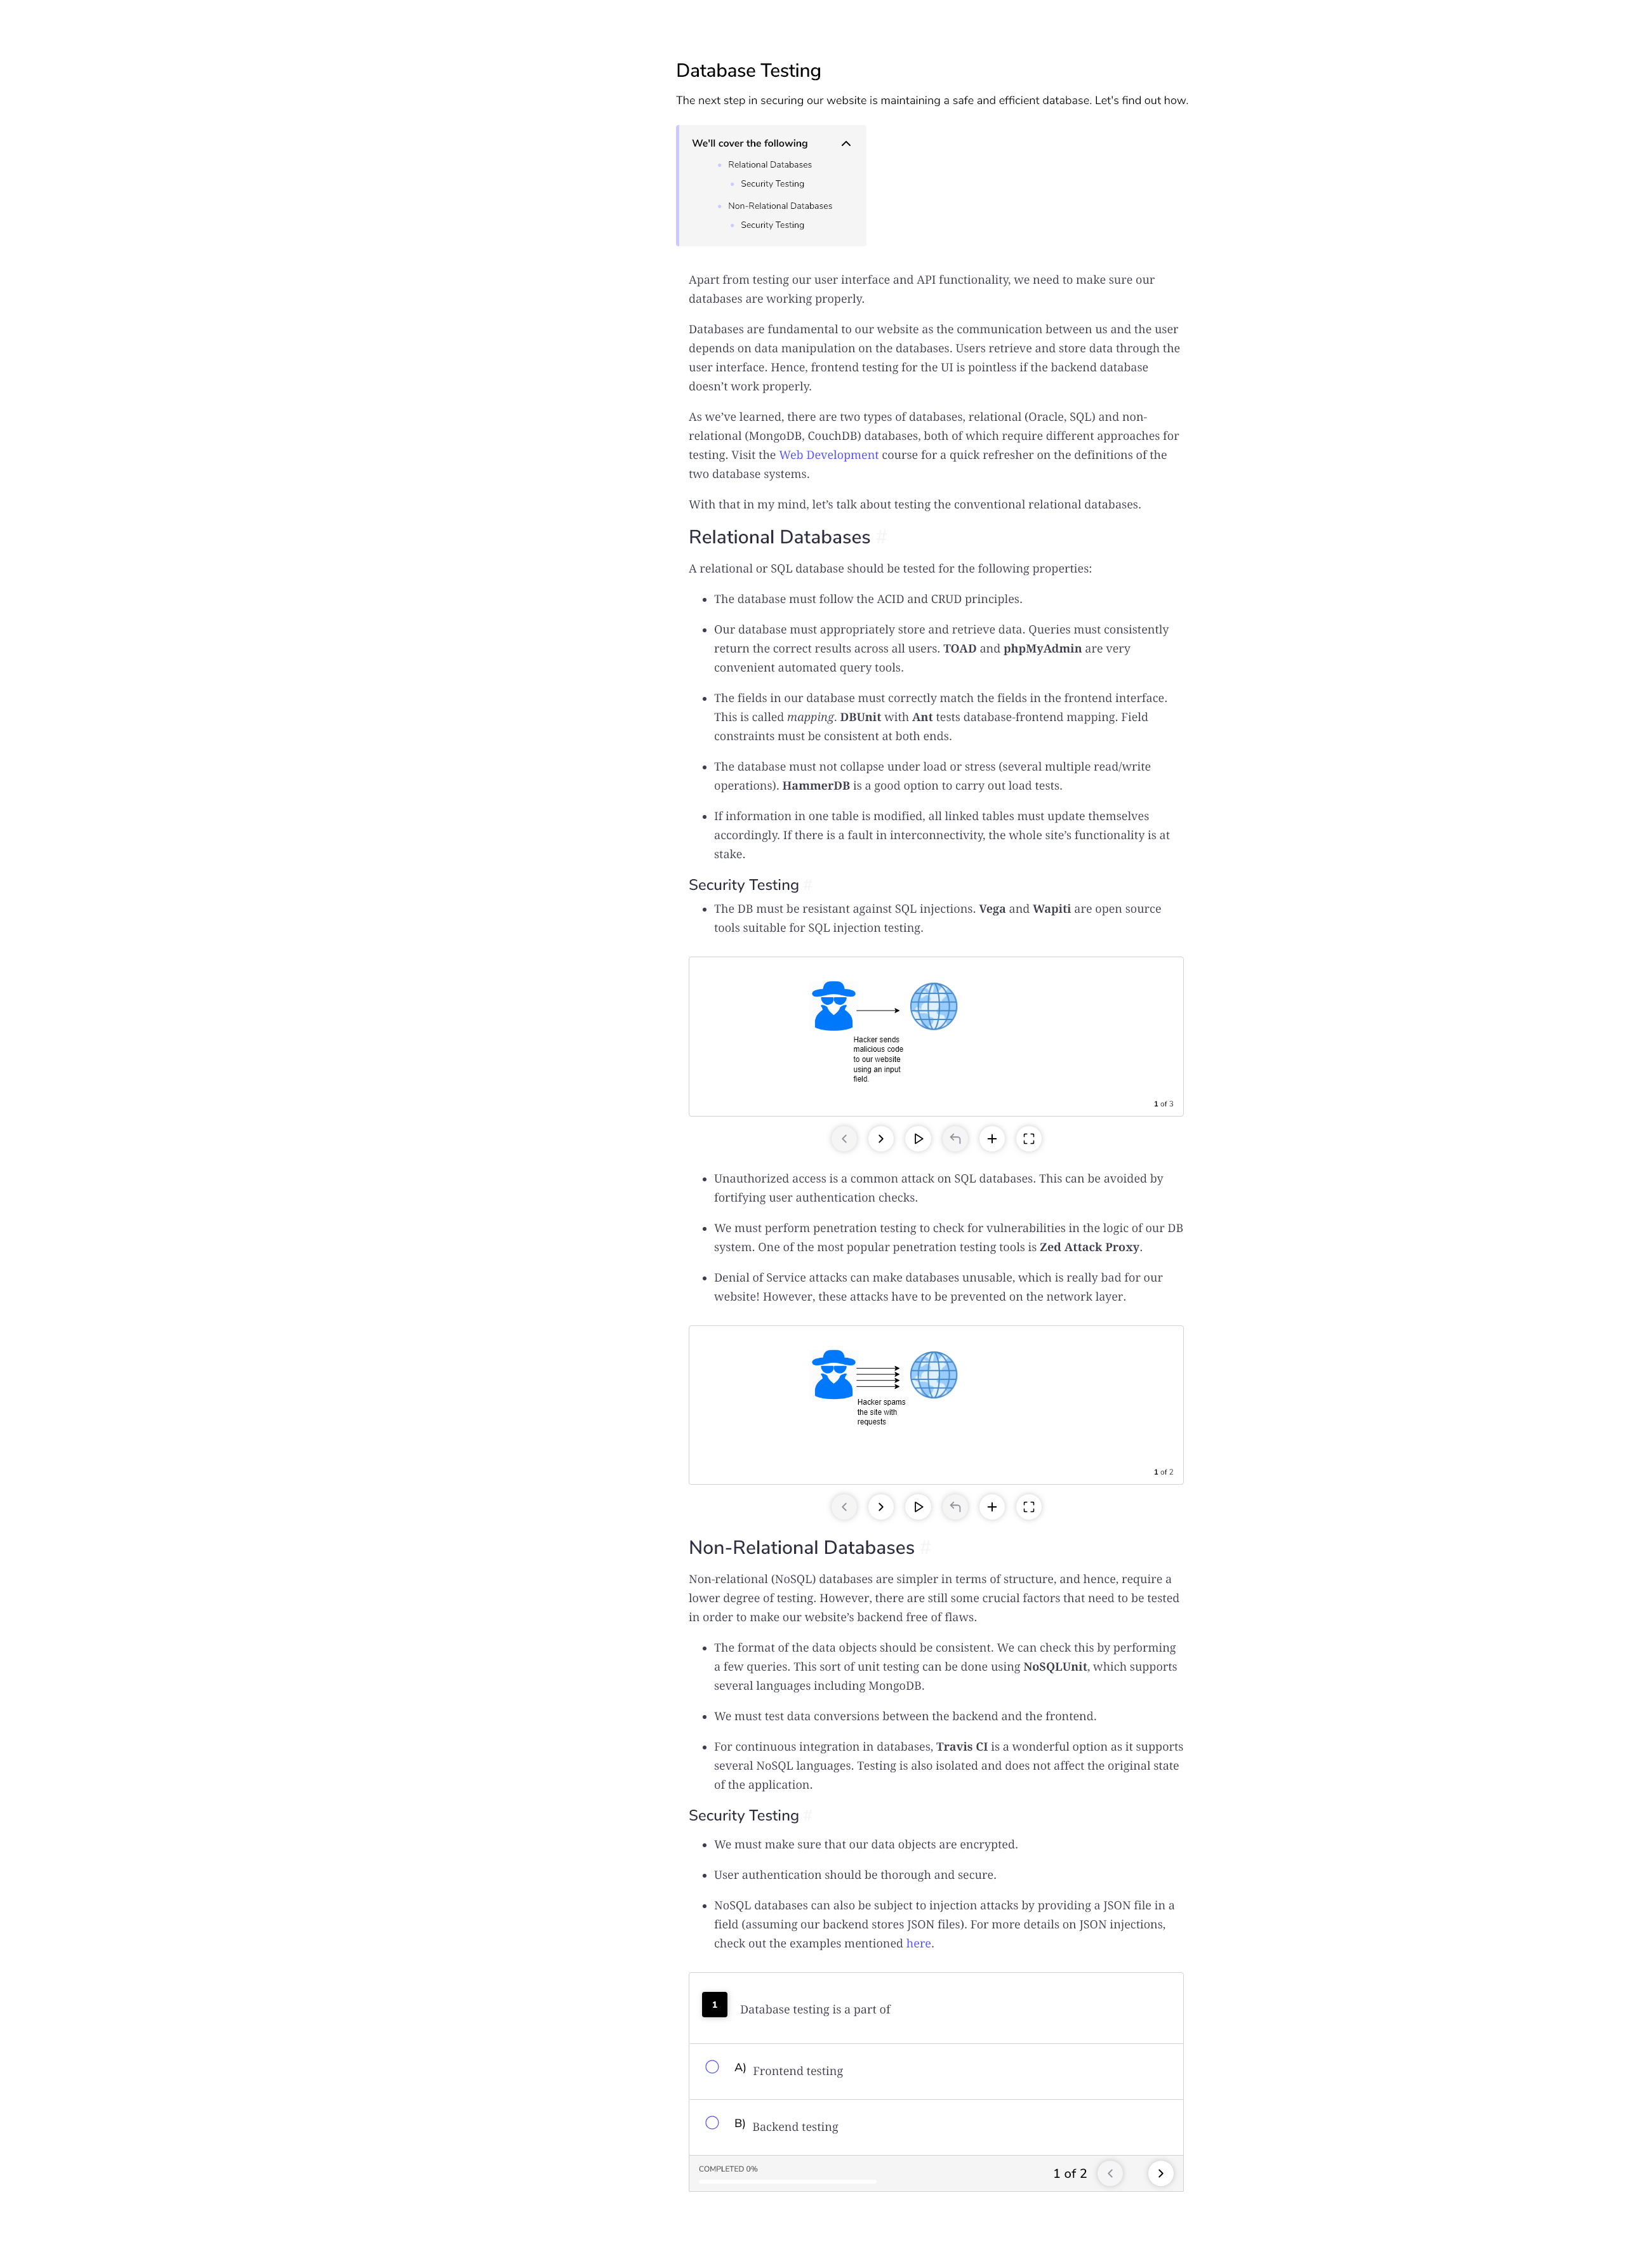 Database Testing
The next step in securing our website is maintaining a safe and efficient database. Let's find out how.
We'll cover the following
Relational Databases
Security Testing
Non-Relational Databases
Security Testing
Apart from testing our user interface and API functionality, we need to make sure our
databases are working properly.
Databases are fundamental to our website as the communication between us and the user
depends on data manipulation on the databases. Users retrieve and store data through the
user interface. Hence, frontend testing for the UI is pointless if the backend database
doesn’t work properly.
As we’ve learned, there are two types of databases, relational (Oracle, SQL) and non-
relational (MongoDB, CouchDB) databases, both of which require different approaches for
testing. Visit the Web Development course for a quick refresher on the definitions of the
two database systems.
With that in my mind, let’s talk about testing the conventional relational databases.
Relational Databases #
A relational or SQL database should be tested for the following properties:
• The database must follow the ACID and CRUD principles.
• Our database must appropriately store and retrieve data. Queries must consistently
return the correct results across all users. TOAD and phpMyAdmin are very
convenient automated query tools.
• The fields in our database must correctly match the fields in the frontend interface.
This is called mapping. DBUnit with Ant tests database-frontend mapping. Field
constraints must be consistent at both ends.
• The database must not collapse under load or stress (several multiple read/write
operations). HammerDB is a good option to carry out load tests.
• If information in one table is modified, all linked tables must update themselves
accordingly. If there is a fault in interconnectivity, the whole site’s functionality is at
stake.
Security Testing #
• The DB must be resistant against SQL injections. Vega and Wapiti are open source
tools suitable for SQL injection testing.
Hacker sends
malicious code
to our website
using an input
field.
1 of 3
• Unauthorized access is a common attack on SQL databases. This can be avoided by
fortifying user authentication checks.
• We must perform penetration testing to check for vulnerabilities in the logic of our DB
system. One of the most popular penetration testing tools is Zed Attack Proxy.
• Denial of Service attacks can make databases unusable, which is really bad for our
website! However, these attacks have to be prevented on the network layer.
Hacker spams
the site with
requests
1 of 2
Non-Relational Databases #
Non-relational (NoSQL) databases are simpler in terms of structure, and hence, require a
lower degree of testing. However, there are still some crucial factors that need to be tested
in order to make our website’s backend free of flaws.
• The format of the data objects should be consistent. We can check this by performing
a few queries. This sort of unit testing can be done using NoSQLUnit, which supports
several languages including MongoDB.
• We must test data conversions between the backend and the frontend.
• For continuous integration in databases, Travis CI is a wonderful option as it supports
several NoSQL languages. Testing is also isolated and does not affect the original state
of the application.
Security Testing #
• We must make sure that our data objects are encrypted.
• User authentication should be thorough and secure.
• NoSQL databases can also be subject to injection attacks by providing a JSON file in a
field (assuming our backend stores JSON files). For more details on JSON injections,
check out the examples mentioned here.
1 Database testing is a part of
A) Frontend testing
B) Backend testing
COMPLETED 0%
1 of 2